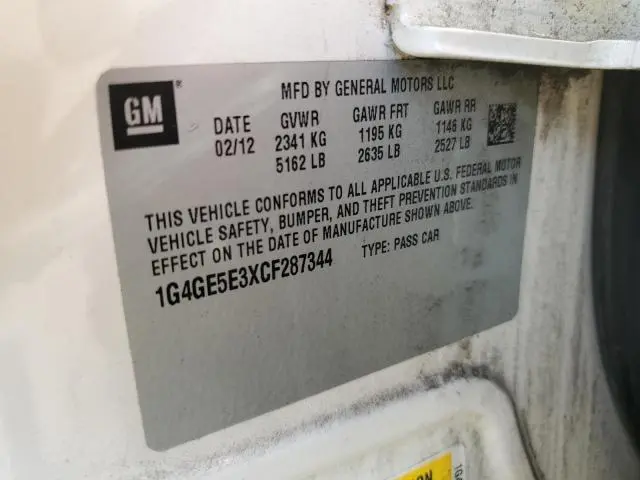 GM
MFD BY GENERAL MOTORS LLC
DATE GVWR GAWR FRT GAWR RR
02/12 2341 KG 1195 KG 1146 KG
5162 LB 2635 LB 2527 LB
THIS VEHICLE CONFORMS TO ALL APPLICABLE U.S. FEDERAL MOTOR
VEHICLE SAFETY, BUMPER, AND THEFT PREVENTION STANDARDS IN
EFFECT ON THE DATE OF MANUFACTURE SHOWN ABOVE.
1G4GE5E3XCF287344 TYPE: PASS CAR